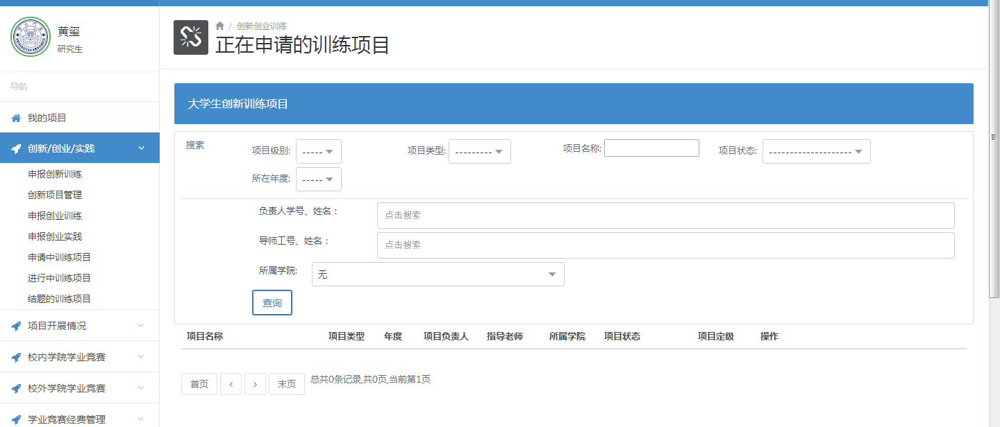 黄玺
研究生
导航
我的项目
创新/创业/实践
申报创新训练
创新项目管理
申报创业训练
申报创业实践
申请中训练项目
进行中训练项目
结题的训练项目
项目开展情况
校内学院学业竞赛
校外学院学业竞赛
学业竞赛经费管理
/ 创新创业训练
正在申请的训练项目
大学生创新训练项目
搜索
项目级别: -----
项目类型: ---------
项目名称:
项目状态: --------------------
所在年度: -----
负责人学号、姓名： 点击搜索
导师工号、姓名： 点击搜索
所属学院: 无
查询
项目名称 项目类型 年度 项目负责人 指导老师 所属学院 项目状态 项目定级 操作
首页 ‹ › 末页 总共0条记录,共0页,当前第1页